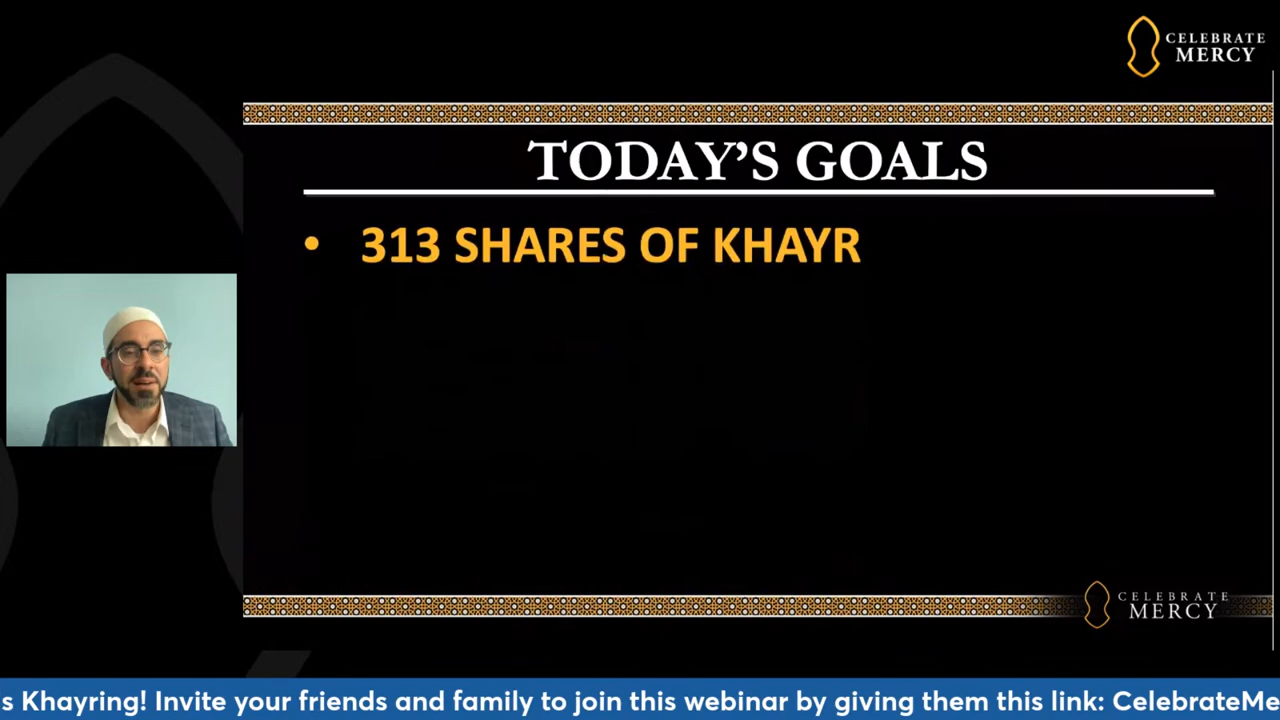 CELEBRATE
MERCY
TODAY'S GOALS
• 313 SHARES OF KHAYR
CELEBRATE
MERCY
s Khayring! Invite your friends and family to join this webinar by giving them this link: CelebrateMe